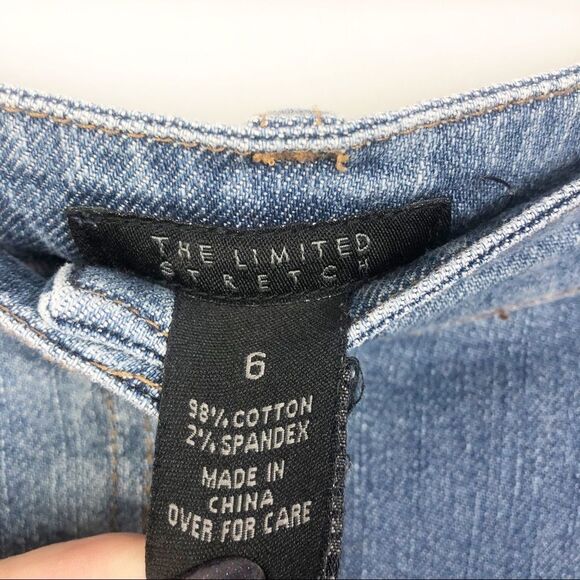 THE LIMITED
STRETCH
6
98% COTTON
2% SPANDEX
MADE IN
CHINA
OVER FOR CARE